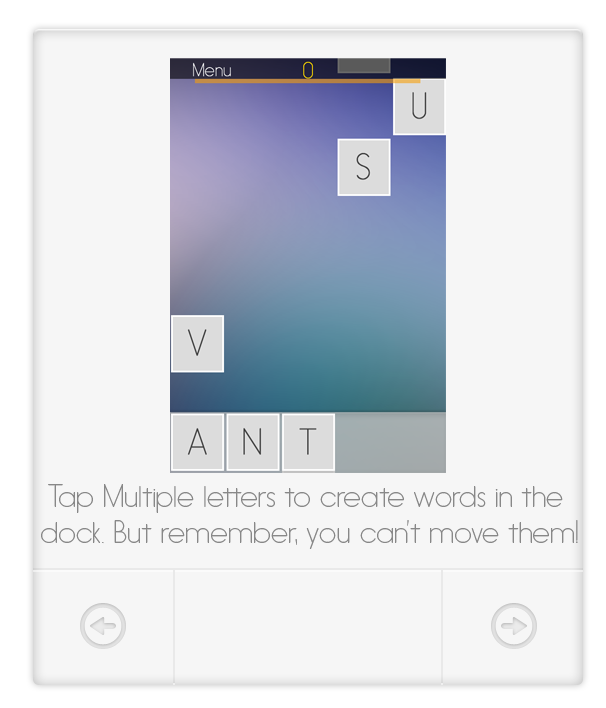 Menu 0
U
S
V
A N T
Tap Multiple letters to create words in the
dock. But remember, you can't move them!